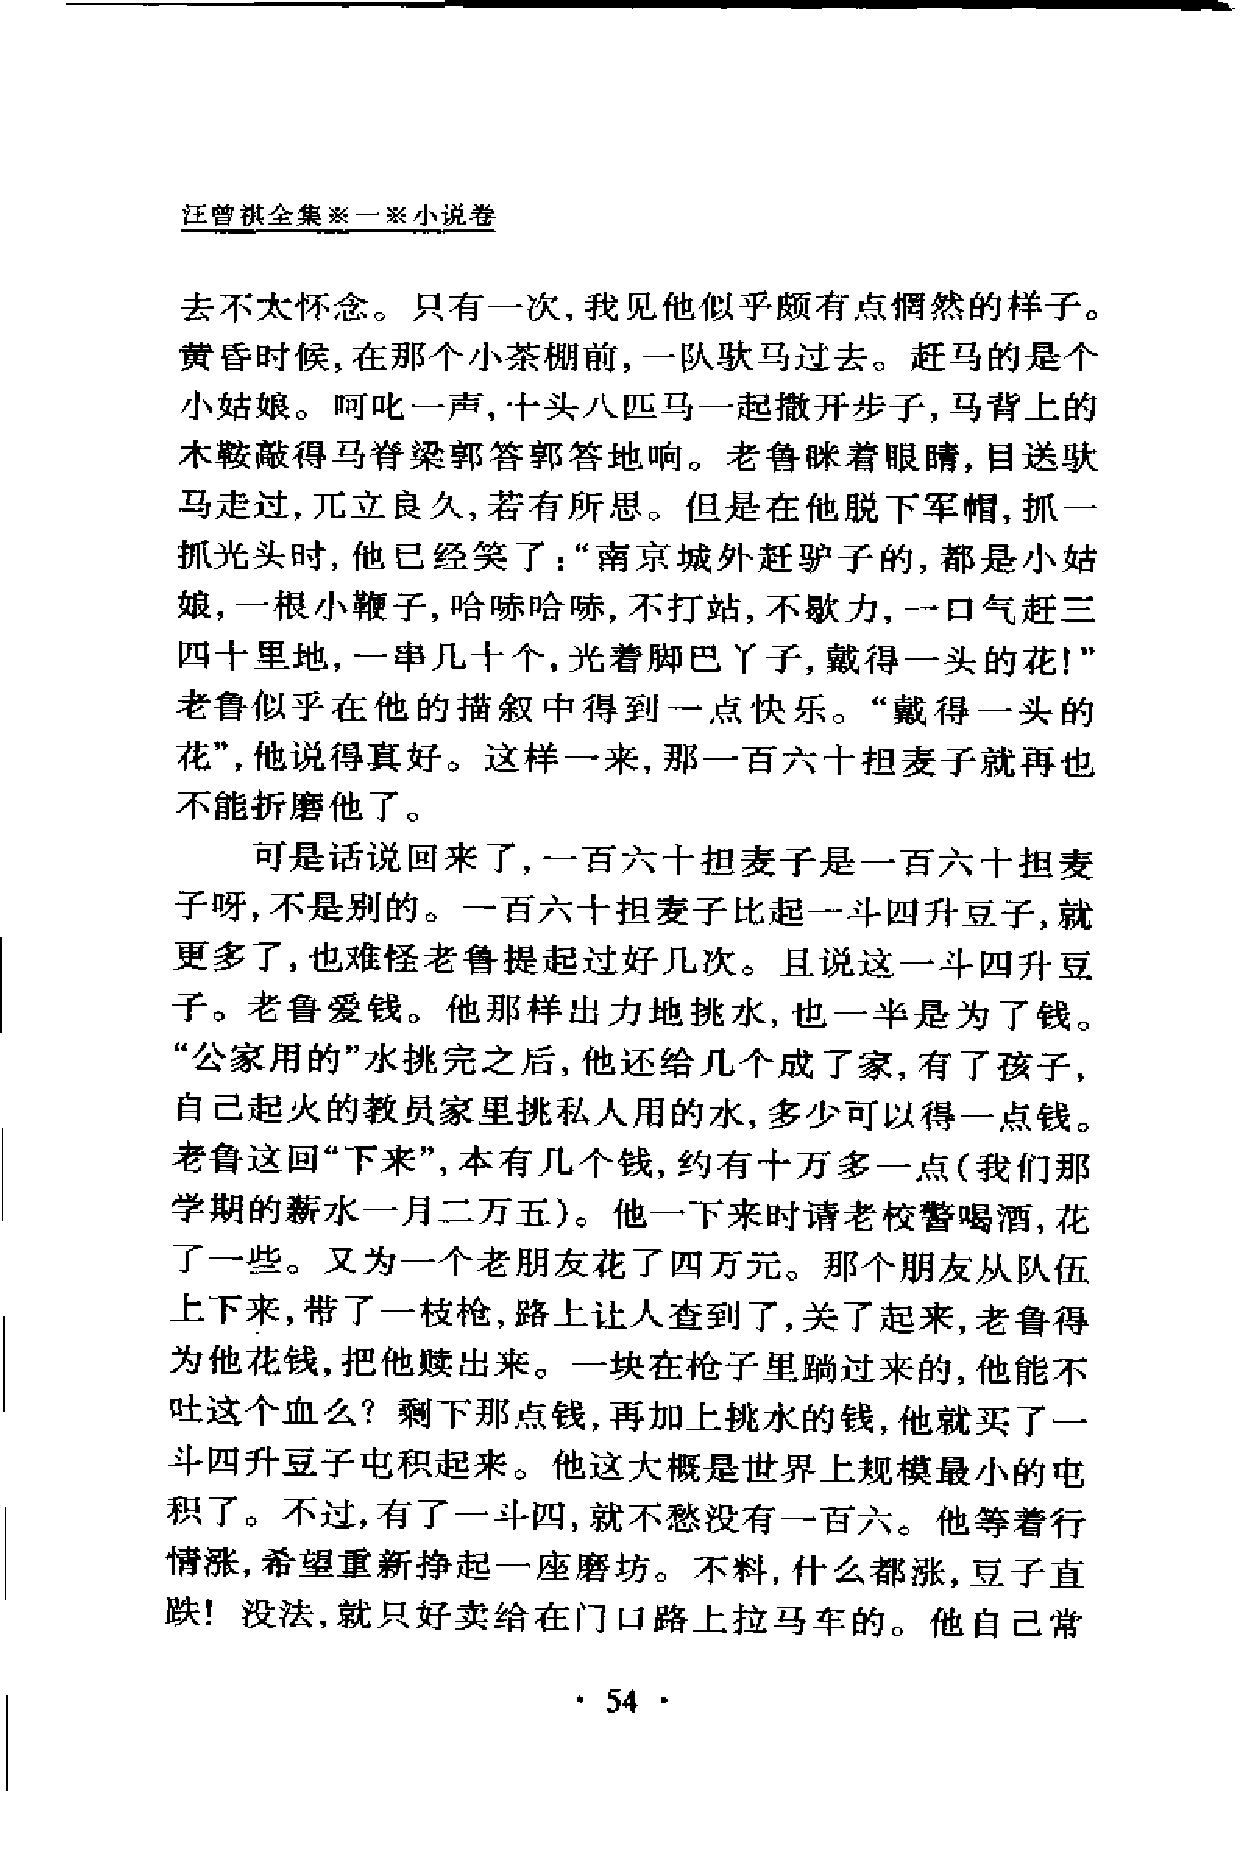 汪曾祺全集※一※小说卷
去不太怀念。只有一次,我见他似乎颇有点惘然的样子。
黄昏时候,在那个小茶棚前,一队驮马过去。赶马的是个
小姑娘。呵叱一声,十头八匹马一起撒开步子,马背上的
木鞍敲得马脊梁郭答郭答地响。老鲁眯着眼睛,目送驮
马走过,兀立良久,若有所思。但是在他脱下军帽,抓一
抓光头时,他已经笑了:“南京城外赶驴子的,都是小姑
娘,一根小鞭子,哈哧哈哧,不打站,不歇力,一口气赶三
四十里地,一串几十个,光着脚巴丫子,戴得一头的花!”
老鲁似乎在他的描叙中得到一点快乐。“戴得一头的
花”,他说得真好。这样一来,那一百六十担麦子就再也
不能折磨他了。
可是话说回来了,一百六十担麦子是一百六十担麦
子呀,不是别的。一百六十担麦子比起一斗四升豆子,就
更多了,也难怪老鲁提起过好几次。且说这一斗四升豆
子。老鲁爱钱。他那样出力地挑水,也一半是为了钱。
“公家用的”水挑完之后,他还给几个成了家,有了孩子,
自己起火的教员家里挑私人用的水,多少可以得一点钱。
老鲁这回“下来”,本有几个钱,约有十万多一点(我们那
学期的薪水一月二万五)。他一下来时请老校警喝酒,花
了一些。又为一个老朋友花了四万元。那个朋友从队伍
上下来,带了一枝枪,路上让人查到了,关了起来,老鲁得
为他花钱,把他赎出来。一块在枪子里蹚过来的,他能不
吐这个血么?剩下那点钱,再加上挑水的钱,他就买了一
斗四升豆子屯积起来。他这大概是世界上规模最小的屯
积了。不过,有了一斗四,就不愁没有一百六。他等着行
情涨,希望重新挣起一座磨坊。不料,什么都涨,豆子直
跌!没法,就只好卖给在门口路上拉马车的。他自己常
· 54 ·